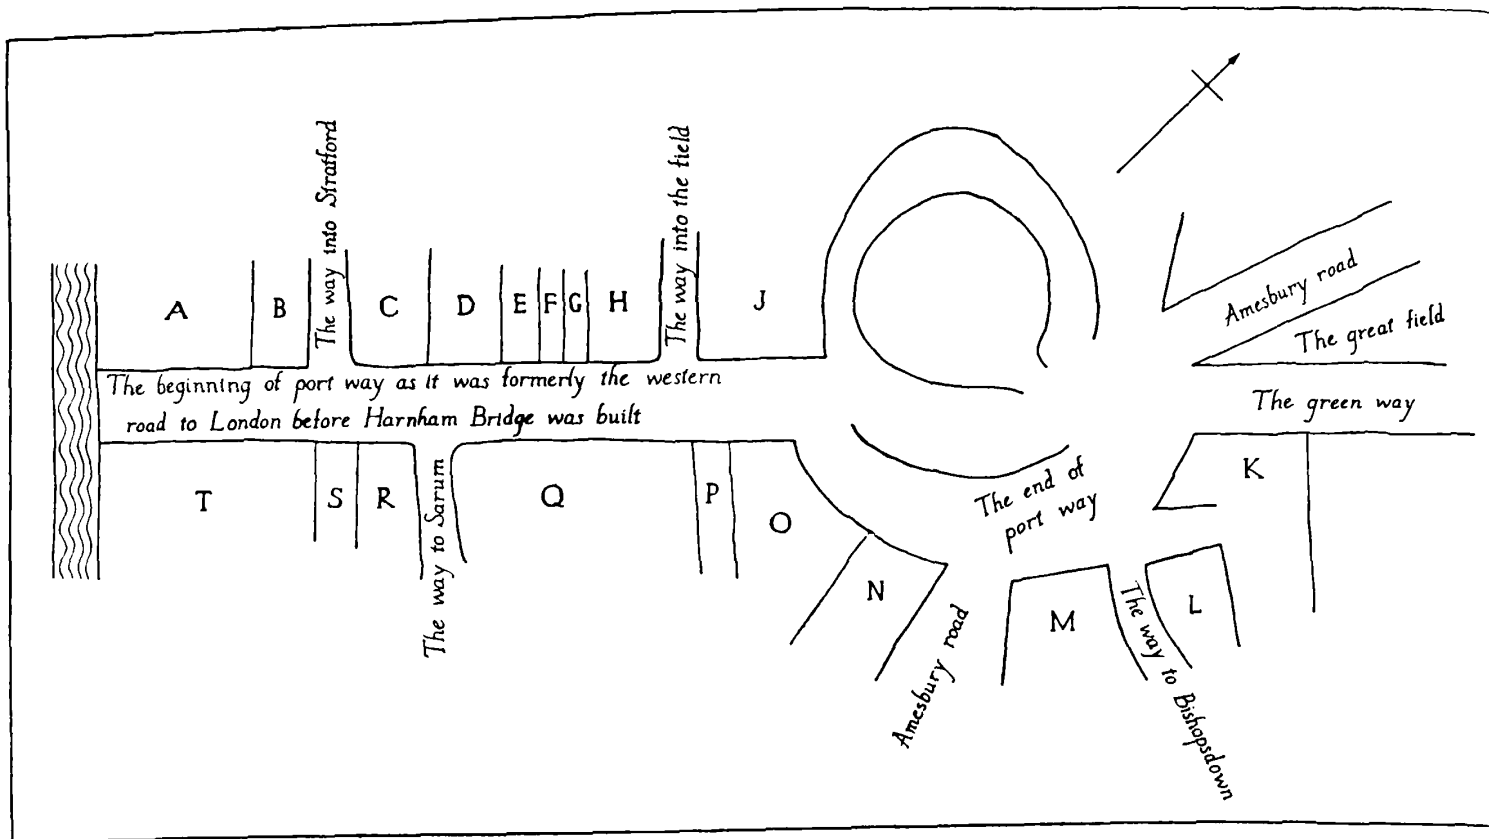 The way into Stratford
The way into the field
A
B
C
D
E
F
G
H
J
Amesbury road
The great field
The beginning of port way as it was formerly the western
road to London before Harnham Bridge was built
The green way
T
S
R
The way to Sarum
Q
P
O
The end of
port way
K
N
Amesbury road
M
The way to Bishopsdown
L